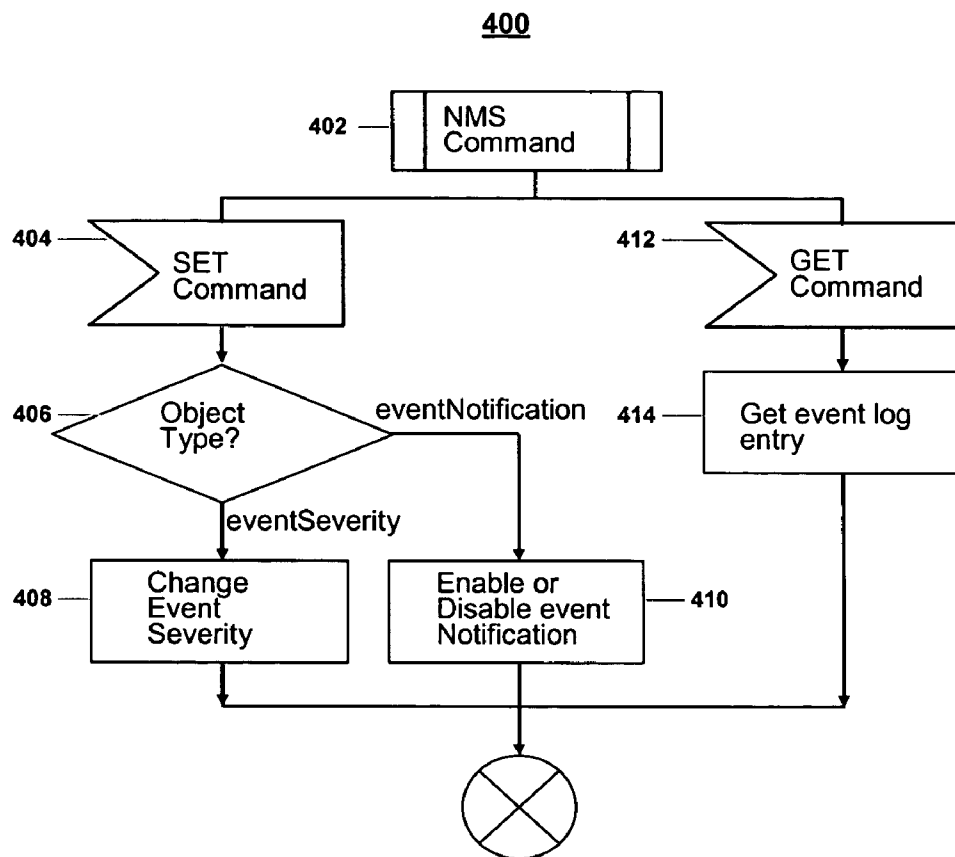 400
402
NMS
Command
404
SET
Command
412
GET
Command
406
Object
Type?
eventNotification
414
Get event log
entry
eventSeverity
408
Change
Event
Severity
Enable or
Disable event
Notification
410